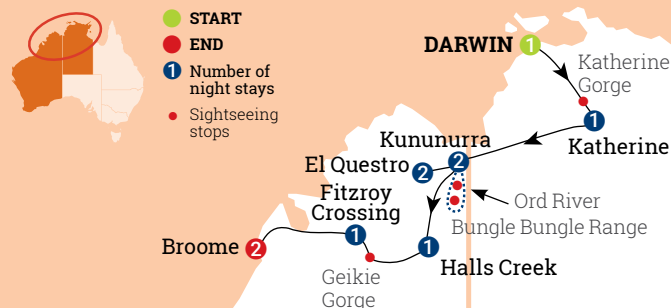 START
END
1 Number of
night stays
Sightseeing
stops
DARWIN 1
Katherine
Gorge
1
Katherine
Kununurra
2
El Questro 2
Ord River
Bungle Bungle Range
Fitzroy
Crossing
1
Broome 2
1
Halls Creek
Geikie
Gorge